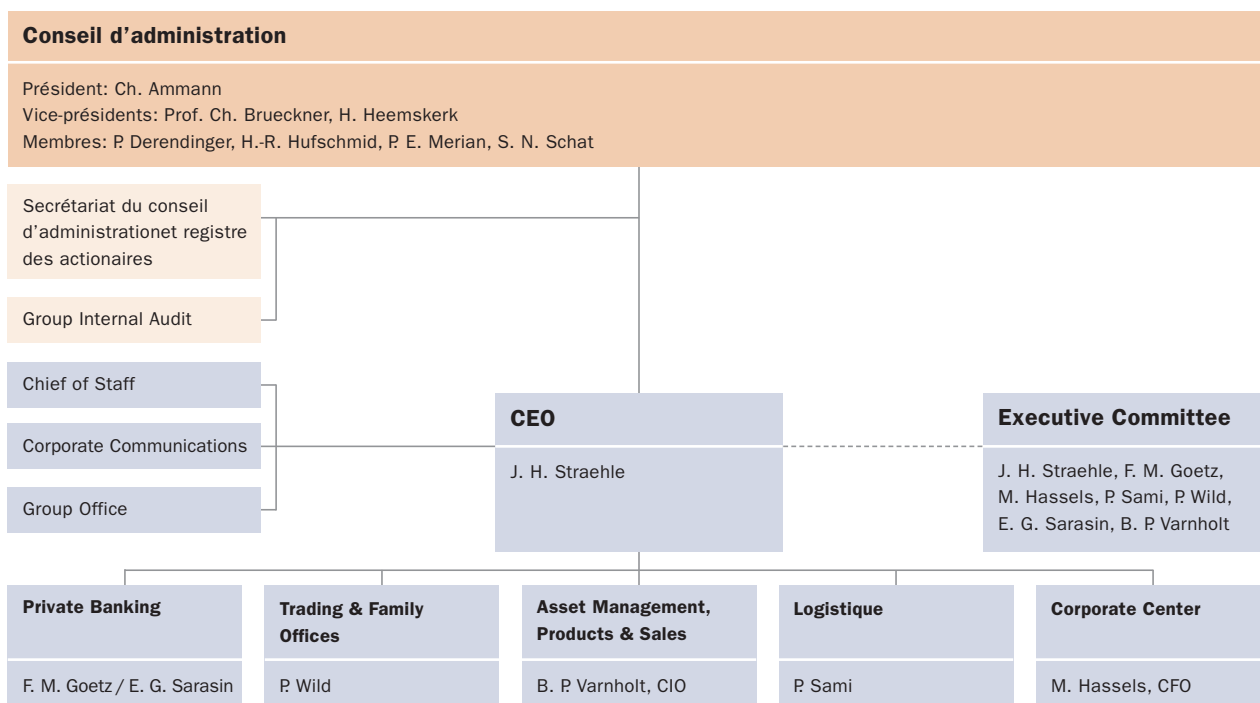 Conseil d’administration
Président: Ch. Ammann
Vice-présidents: Prof. Ch. Brueckner, H. Heemskerk
Membres: P. Derendinger, H.-R. Hufschmid, P. E. Merian, S. N. Schat
Secrétariat du conseil
d’administrationet registre
des actionaires
Group Internal Audit
Chief of Staff
Corporate Communications
Group Office
CEO
J. H. Straehle
Executive Committee
J. H. Straehle, F. M. Goetz,
M. Hassels, P. Sami, P. Wild,
E. G. Sarasin, B. P. Varnholt
Private Banking
F. M. Goetz / E. G. Sarasin
Trading & Family
Offices
P. Wild
Asset Management,
Products & Sales
B. P. Varnholt, CIO
Logistique
P. Sami
Corporate Center
M. Hassels, CFO